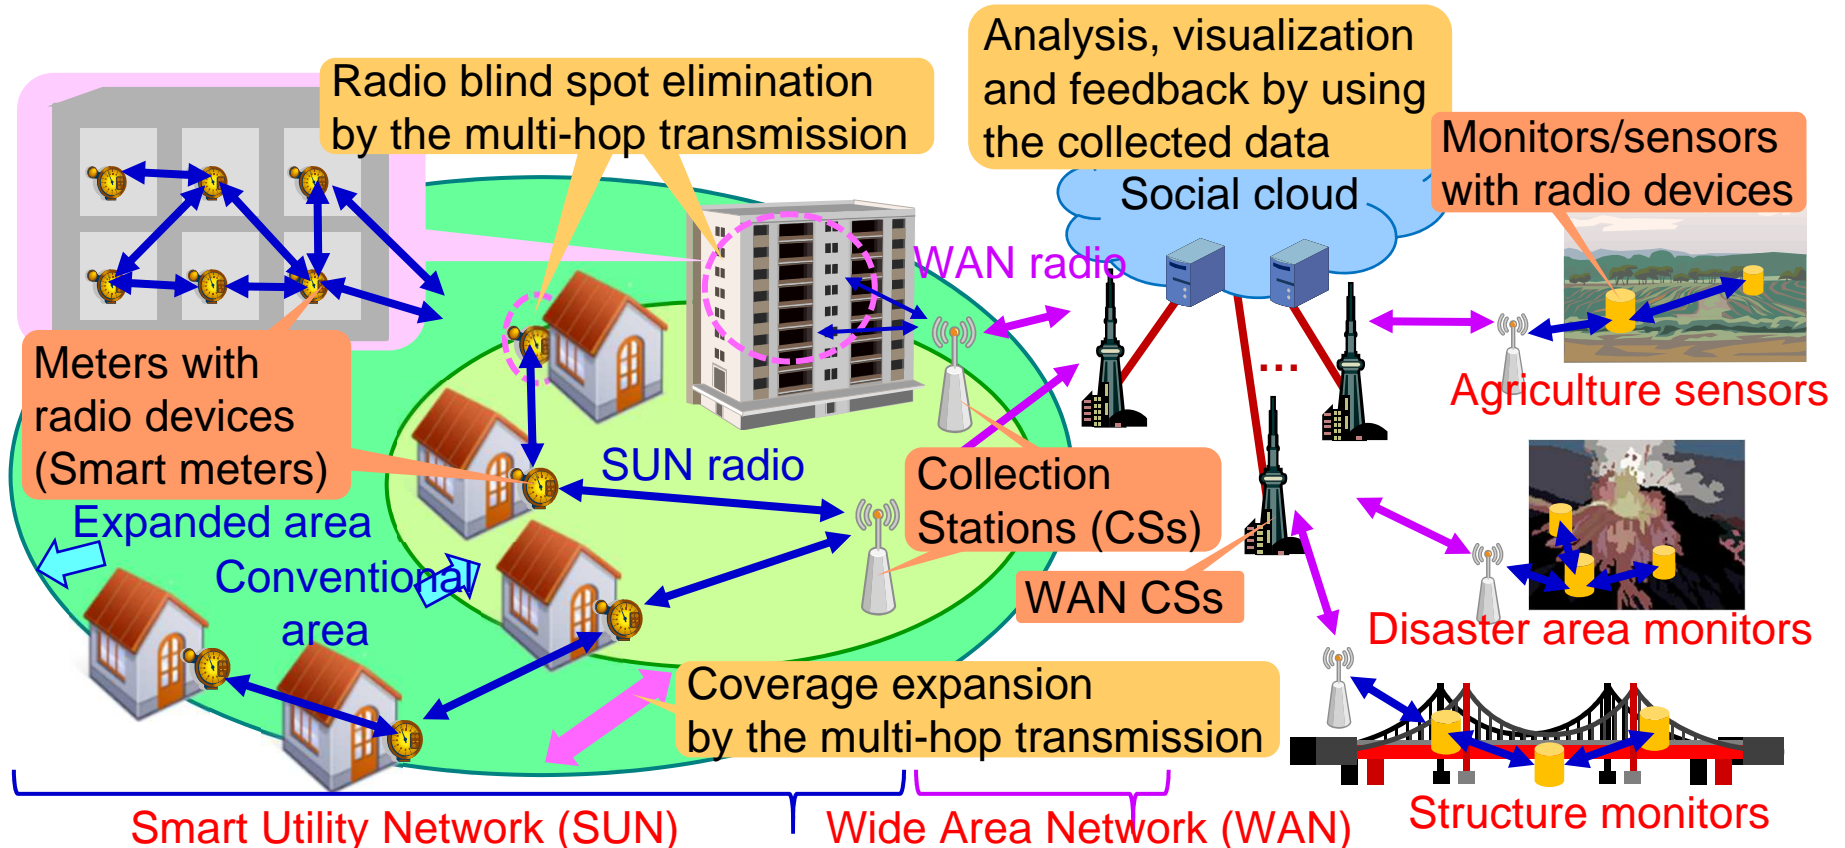 Radio blind spot elimination
by the multi-hop transmission
Analysis, visualization
and feedback by using
the collected data
Monitors/sensors
with radio devices
Social cloud
WAN radio
Meters with
radio devices
(Smart meters)
SUN radio
Collection
Stations (CSs)
WAN CSs
...
Agriculture sensors
Expanded area
Conventional
area
Disaster area monitors
Coverage expansion
by the multi-hop transmission
Structure monitors
Smart Utility Network (SUN)
Wide Area Network (WAN)